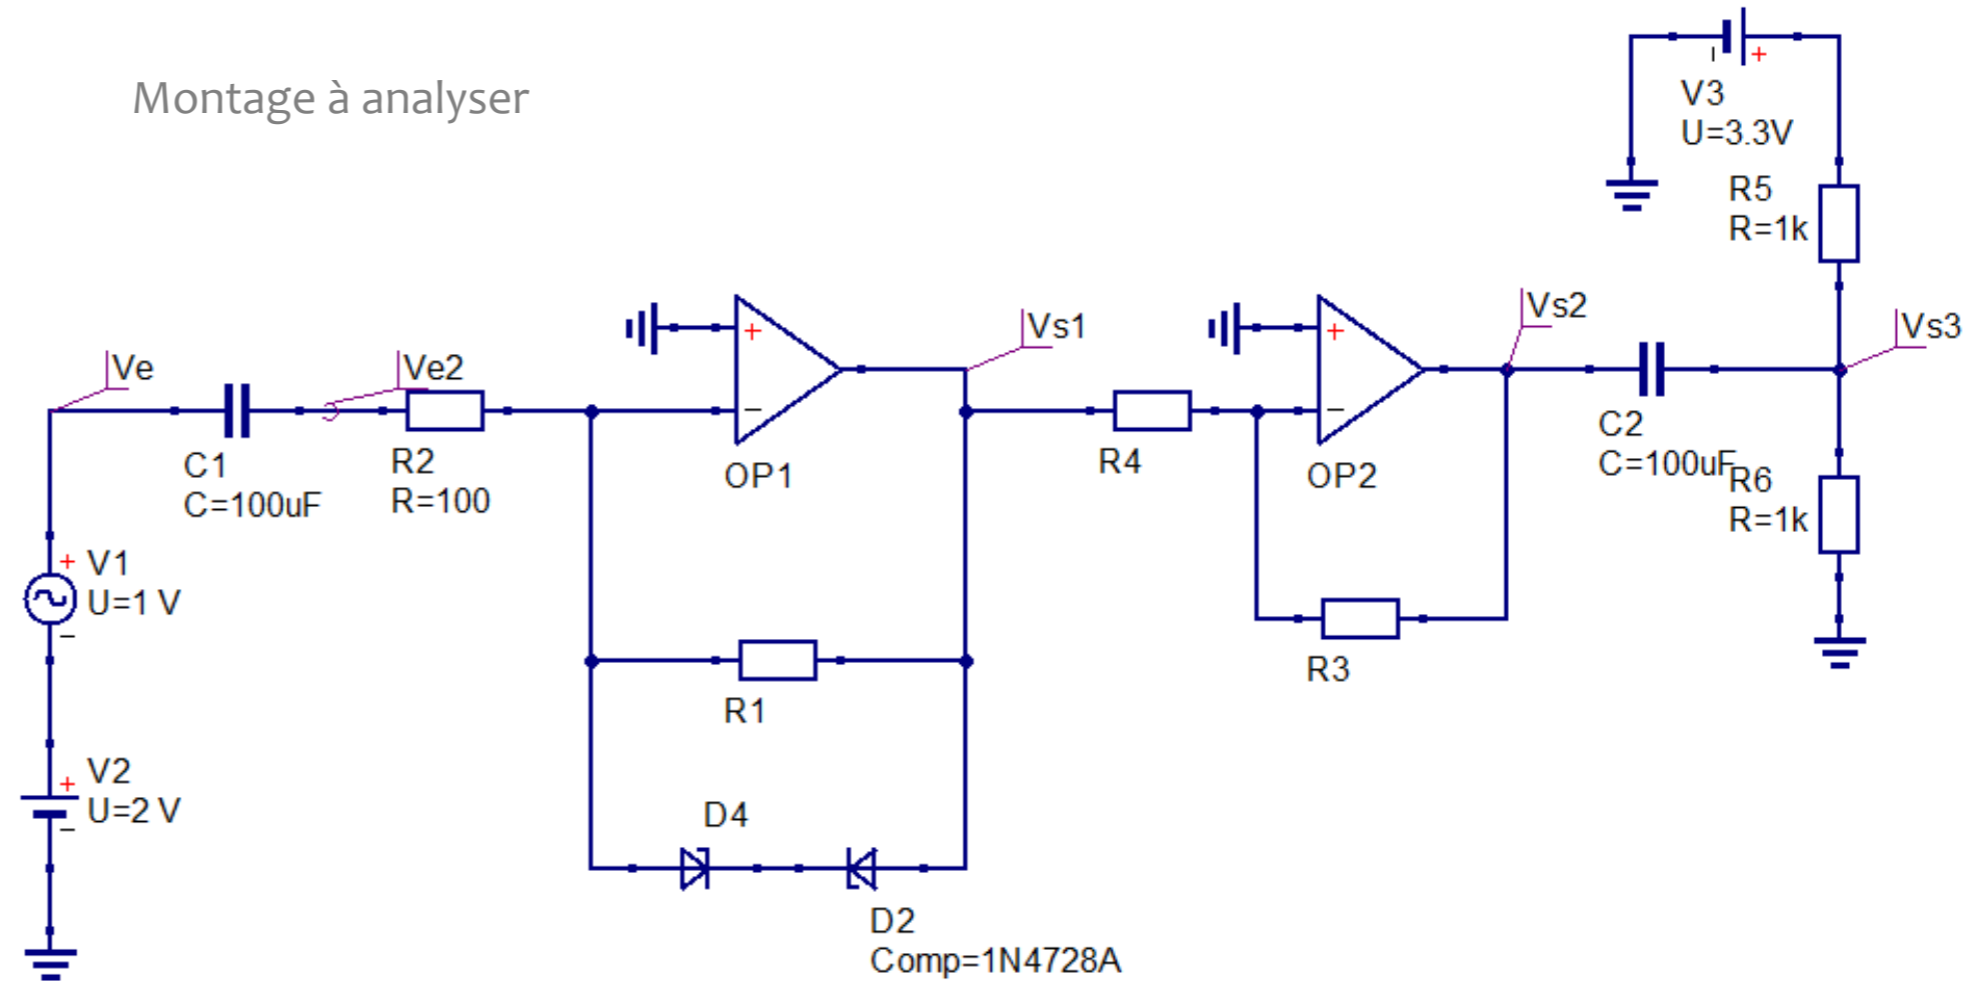 Montage à analyser
V3
U=3.3V
R5
R=1k
Ve
Ve2
Vs1
Vs2
Vs3
+
−
+
−
C1
C=100uF
R2
R=100
OP1
R4
OP2
C2
C=100uF
R6
R=1k
V1
U=1 V
R1
R3
V2
U=2 V
D4
D2
Comp=1N4728A